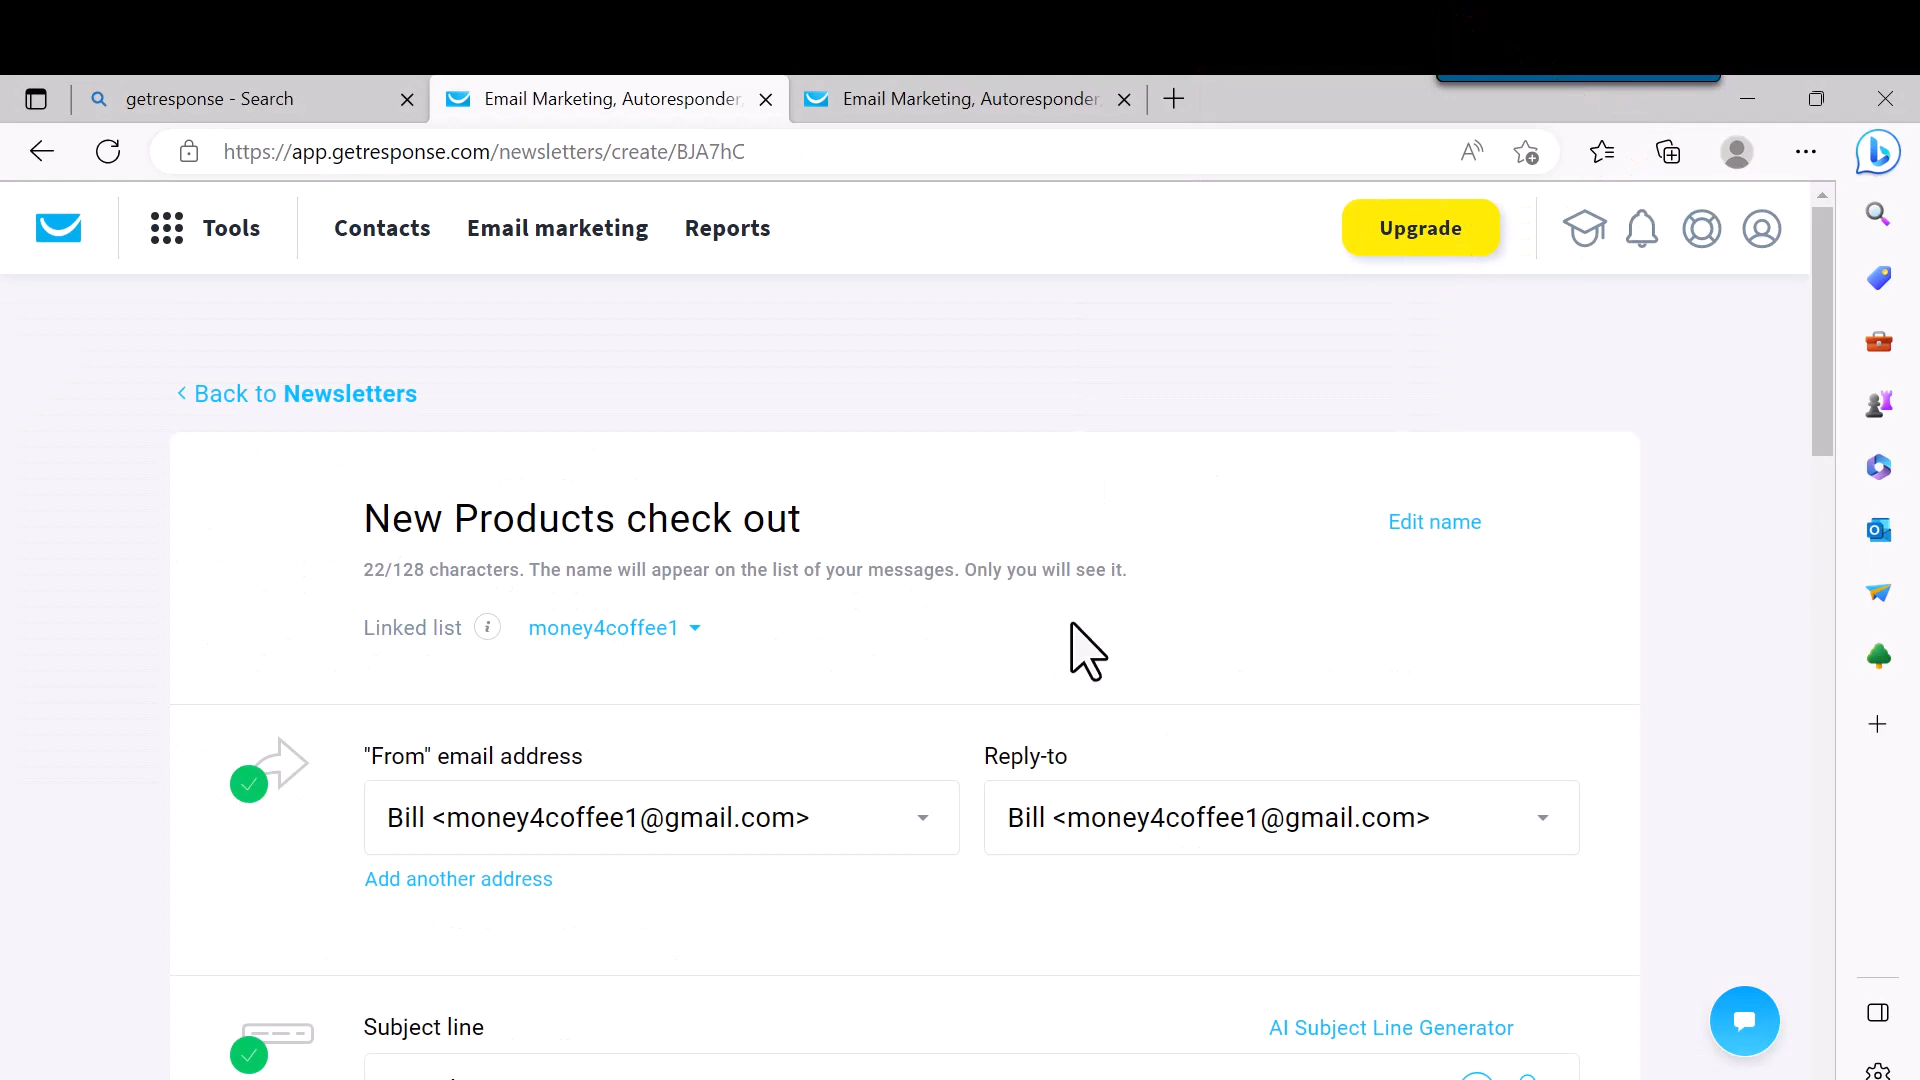 getresponse - Search
Email Marketing, Autoresponder,
Email Marketing, Autoresponder,
https://app.getresponse.com/newsletters/create/BJA7hC
Tools
Contacts
Email marketing
Reports
Upgrade
Back to Newsletters
New Products check out
Edit name
22/128 characters. The name will appear on the list of your messages. Only you will see it.
Linked list
money4coffee1
"From" email address
Reply-to
Bill <money4coffee1@gmail.com>
Bill <money4coffee1@gmail.com>
Add another address
Subject line
AI Subject Line Generator